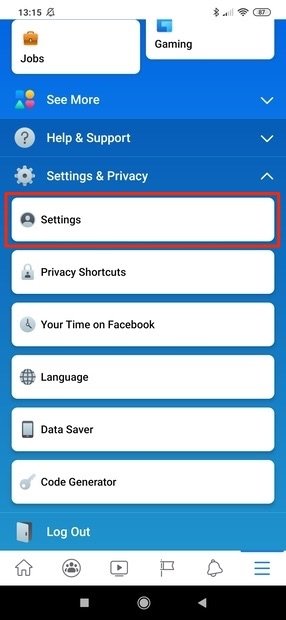 13:15
87
Jobs
Gaming
See More
Help & Support
Settings & Privacy
Settings
Privacy Shortcuts
Your Time on Facebook
Language
Data Saver
Code Generator
Log Out